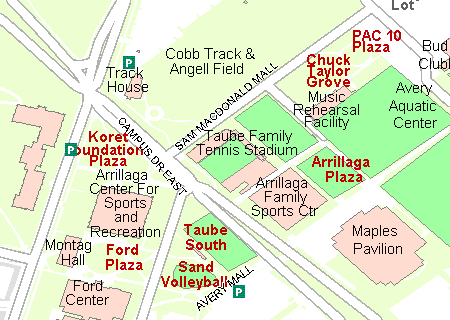 Lot
PAC 10
Plaza
Bud
Clubb
Cobb Track &
Angell Field
Chuck
Taylor
Grove
P
Track
House
SAM MACDONALD MALL
Music
Rehearsal
Facility
Avery
Aquatic
Center
CAMPUS DR EAST
Koret
Foundation
Plaza
P
Taube Family
Tennis Stadium
Arrillaga
Plaza
Arrillaga
Center For
Sports
and
Recreation
Arrillaga
Family
Sports Ctr
Taube
South
Maples
Pavilion
Montag
Hall
Ford
Plaza
Sand
Volleyball
AVERY MALL
P
Ford
Center